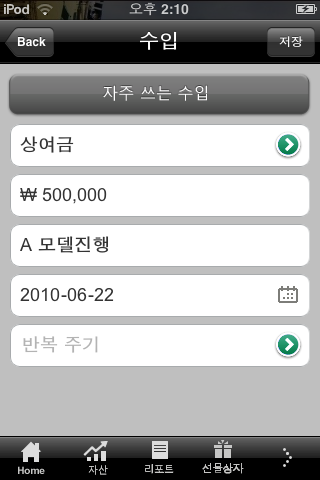 iPod 오후 2:10
Back 수입 저장
자주 쓰는 수입
상여금
₩ 500,000
A 모델진행
2010-06-22
반복 주기
Home 자산 리포트 선물상자